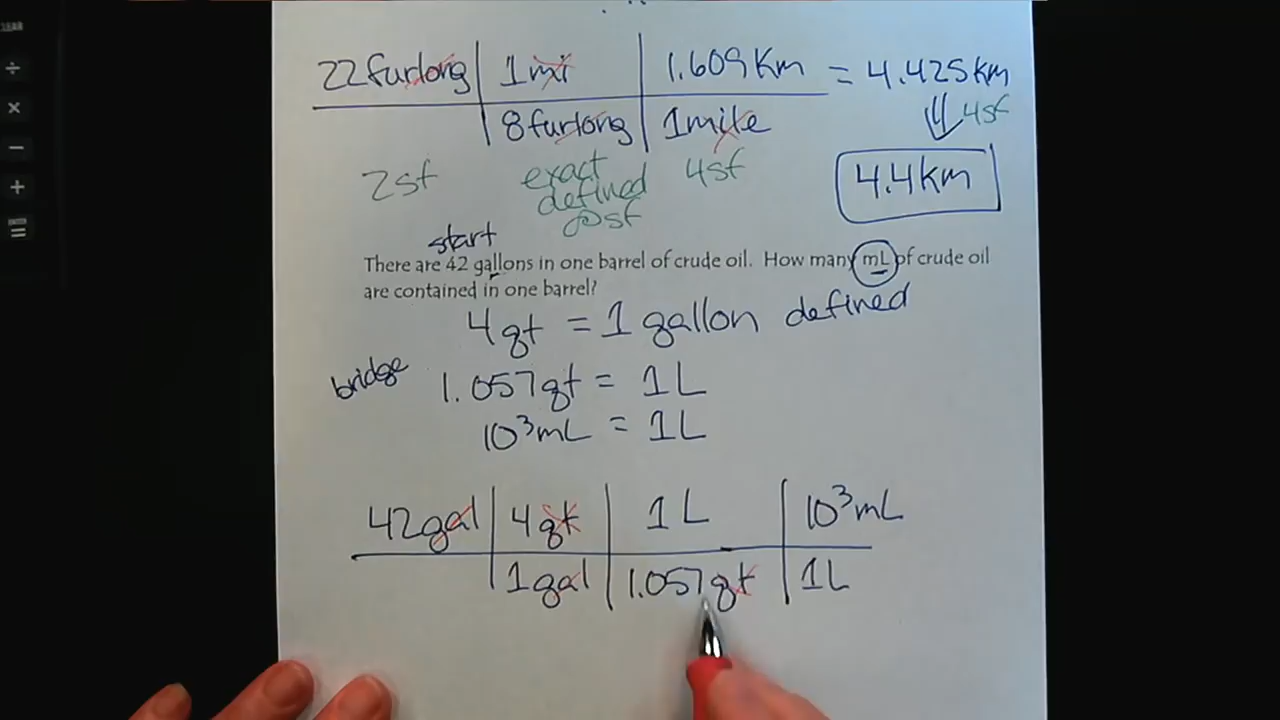 22 furlong | 1 mi | 1.609 Km = 4.425 km
8 furlong | 1 mile
4sf
2sf exact defined ∞sf 4sf
4.4 km
start
There are 42 gallons in one barrel of crude oil. How many mL of crude oil
are contained in one barrel?
4 qt = 1 gallon defined
bridge 1.057 qt = 1 L
10³ mL = 1 L
42 gal | 4 qt | 1 L | 10³ mL
1 gal | 1.057 qt | 1 L
÷
×
−
+